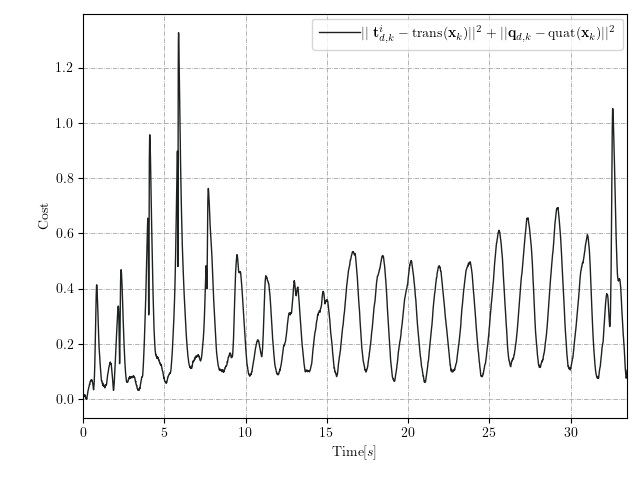 || t^i_{d,k} − trans(x_k)||² + ||q_{d,k} − quat(x_k)||²
1.2
1.0
0.8
0.6
0.4
0.2
0.0
Cost
0 5 10 15 20 25 30
Time[s]